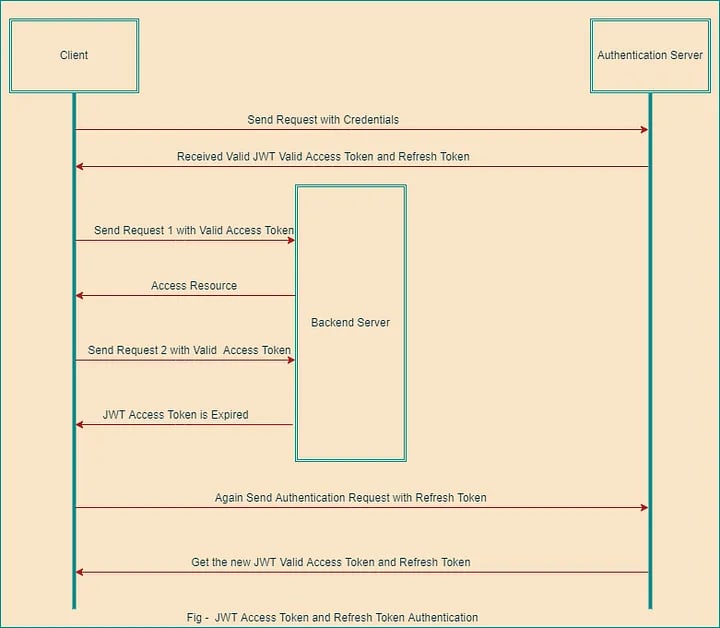 Client
Authentication Server
Send Request with Credentials
Received Valid JWT Valid Access Token and Refresh Token
Send Request 1 with Valid Access Token
Access Resource
Backend Server
Send Request 2 with Valid  Access Token
JWT Access Token is Expired
Again Send Authentication Request with Refresh Token
Get the new JWT Valid Access Token and Refresh Token
Fig -  JWT Access Token and Refresh Token Authentication